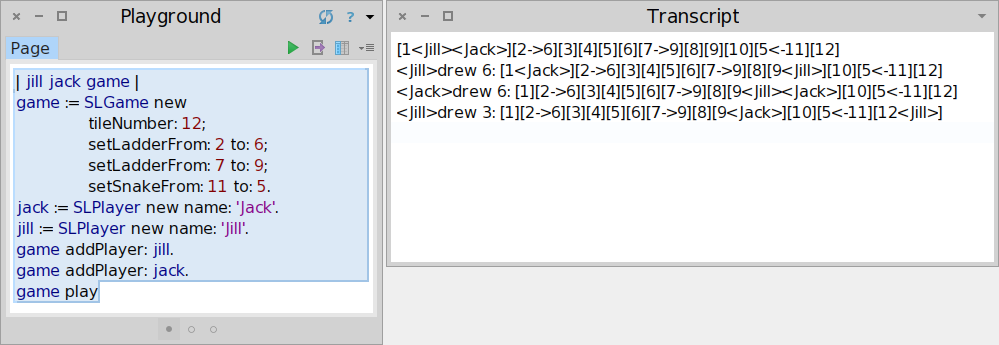 Playground
?
Page
| jill jack game |
game := SLGame new
tileNumber: 12;
setLadderFrom: 2 to: 6;
setLadderFrom: 7 to: 9;
setSnakeFrom: 11 to: 5.
jack := SLPlayer new name: 'Jack'.
jill := SLPlayer new name: 'Jill'.
game addPlayer: jill.
game addPlayer: jack.
game play
Transcript
[1<Jill><Jack>][2->6][3][4][5][6][7->9][8][9][10][5<-11][12]
<Jill>drew 6: [1<Jack>][2->6][3][4][5][6][7->9][8][9<Jill>][10][5<-11][12]
<Jack>drew 6: [1][2->6][3][4][5][6][7->9][8][9<Jill><Jack>][10][5<-11][12]
<Jill>drew 3: [1][2->6][3][4][5][6][7->9][8][9<Jack>][10][5<-11][12<Jill>]